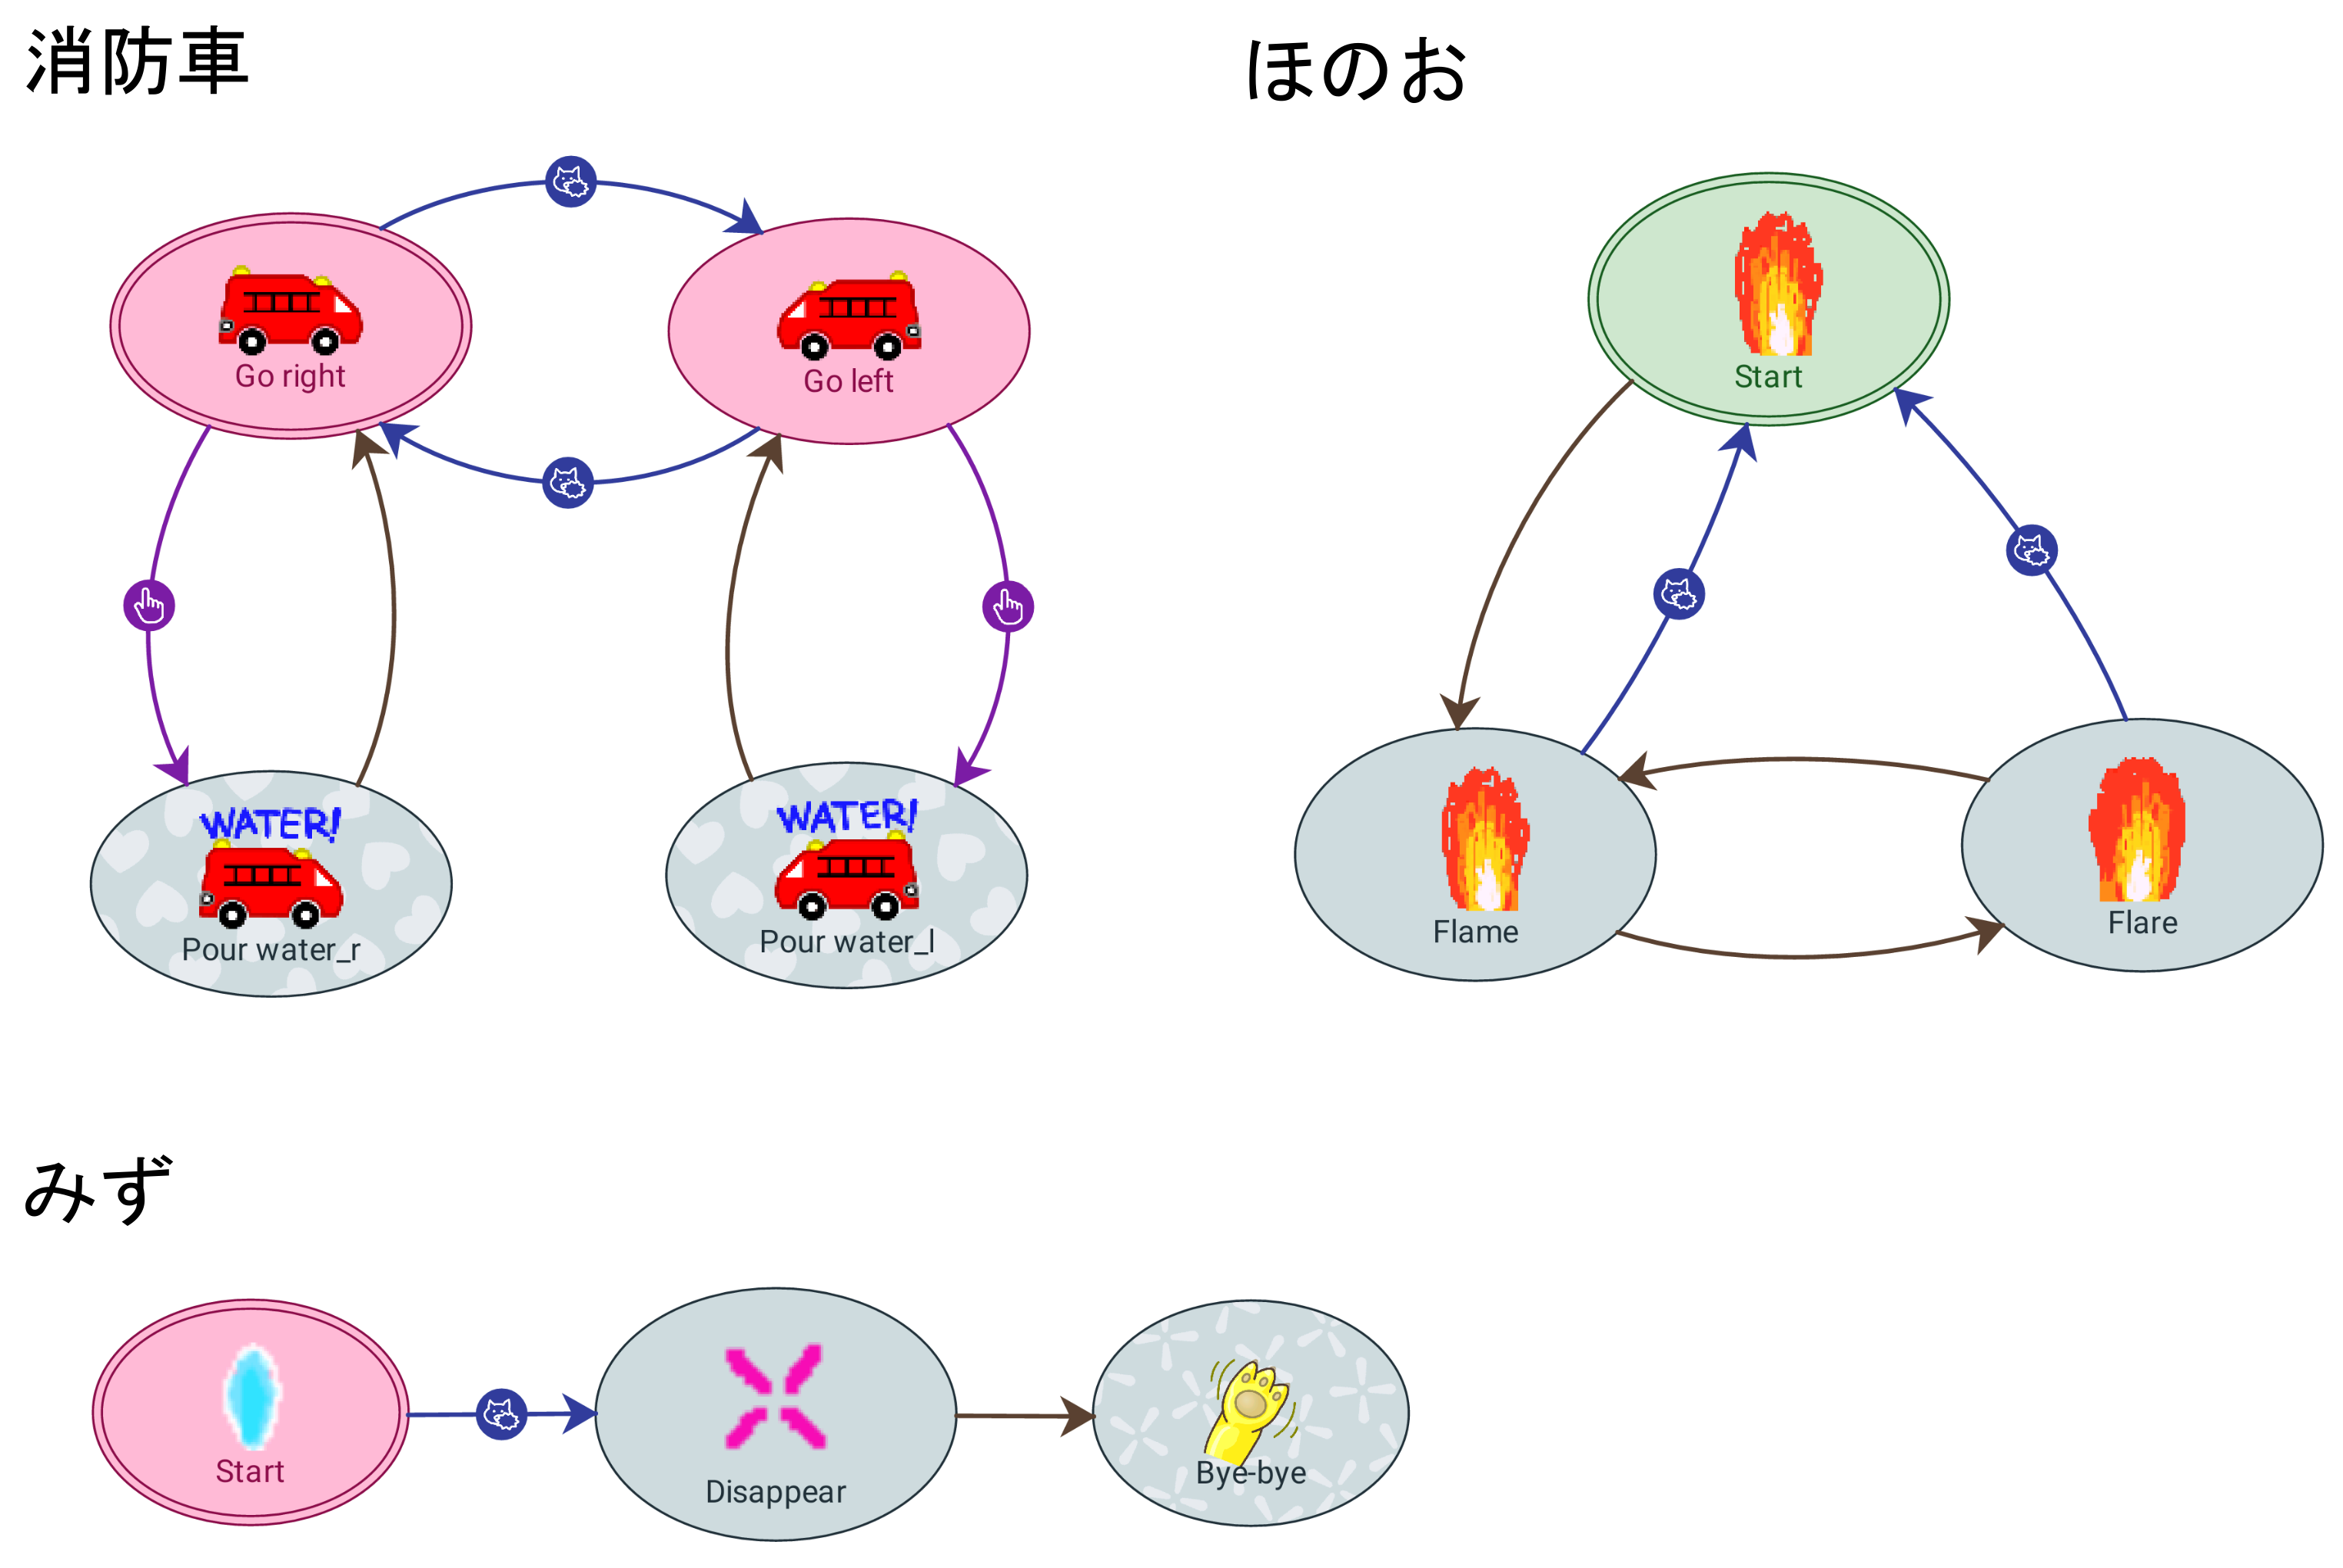 消防車
ほのお
Go right
Go left
Start
WATER!
Pour water_r
WATER!
Pour water_l
Flame
Flare
みず
Start
Disappear
Bye-bye